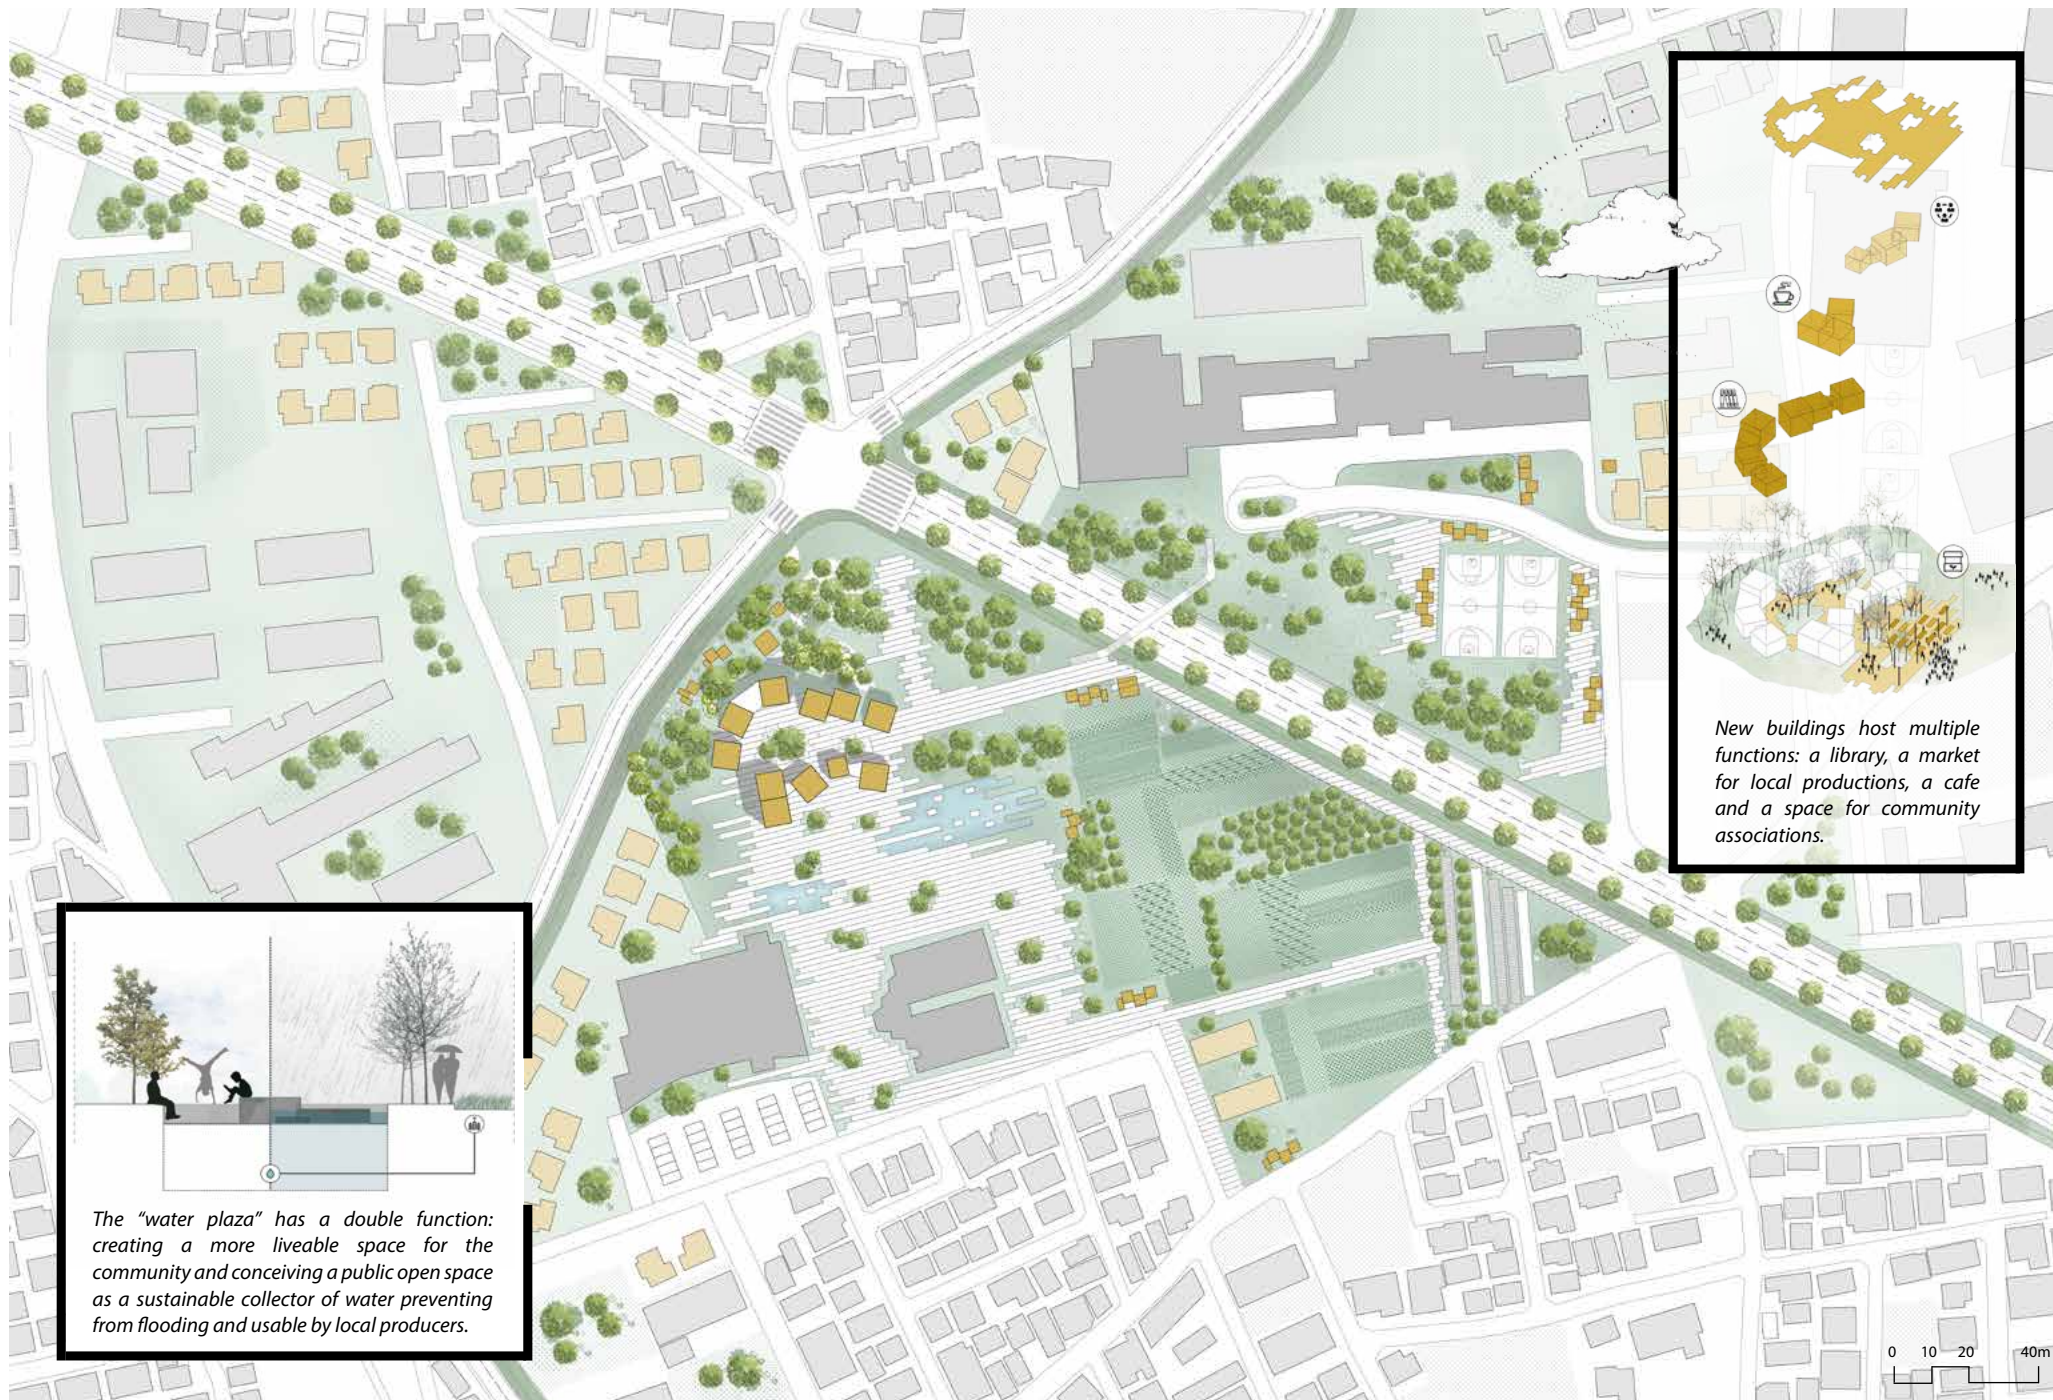 New buildings host multiple
functions: a library, a market
for local productions, a cafe
and a space for community
associations.
The “water plaza” has a double function:
creating a more liveable space for the
community and conceiving a public open space
as a sustainable collector of water preventing
from flooding and usable by local producers.
0 10 20 40m